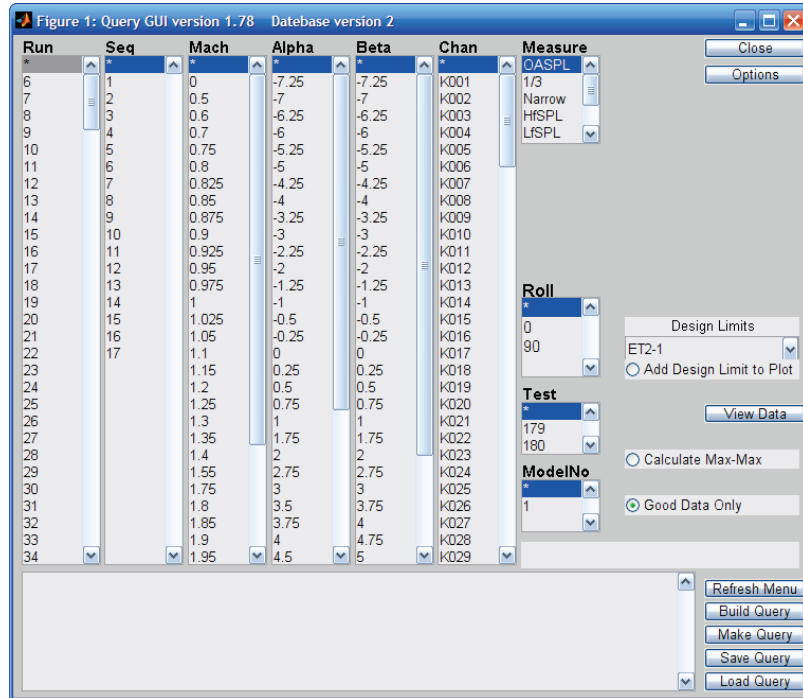 Figure 1: Query GUI version 1.78 Datebase version 2
Run Seq Mach Alpha Beta Chan Measure
* * * * * * OASPL
6 1 0 -7.25 -7.25 K001 1/3
7 2 0.5 -7 -7 K002 Narrow
8 3 0.6 -6.25 -6.25 K003 HfSPL
9 4 0.7 -6 -6 K004 LfSPL
10 5 0.75 -5.25 -5.25 K005
11 6 0.8 -5 -5 K006
12 7 0.825 -4.25 -4.25 K007
13 8 0.85 -4 -4 K008
14 9 0.875 -3.25 -3.25 K009
15 10 0.9 -3 -3 K010
16 11 0.925 -2.25 -2.25 K011
17 12 0.95 -2 -2 K012
18 13 0.975 -1.25 -1.25 K013
19 14 1 -1 -1 K014
20 15 1.025 -0.5 -0.5 K015
21 16 1.05 -0.25 -0.25 K016
22 17 1.1 0 0 K017
23 1.15 0.25 0.25 K018
24 1.2 0.5 0.5 K019
25 1.25 0.75 0.75 K020
26 1.3 1 1 K021
27 1.35 1.75 1.75 K022
28 1.4 2 2 K023
29 1.55 2.75 2.75 K024
30 1.75 3 3 K025
31 1.8 3.5 3.75 K026
32 1.85 3.75 4 K027
33 1.9 4 4.75 K028
34 1.95 4.5 5 K029
Close
Options
Roll
*
0
90
Design Limits
ET2-1
Add Design Limit to Plot
Test
*
179
180
View Data
Calculate Max-Max
ModelNo
*
1
Good Data Only
Refresh Menu
Build Query
Make Query
Save Query
Load Query